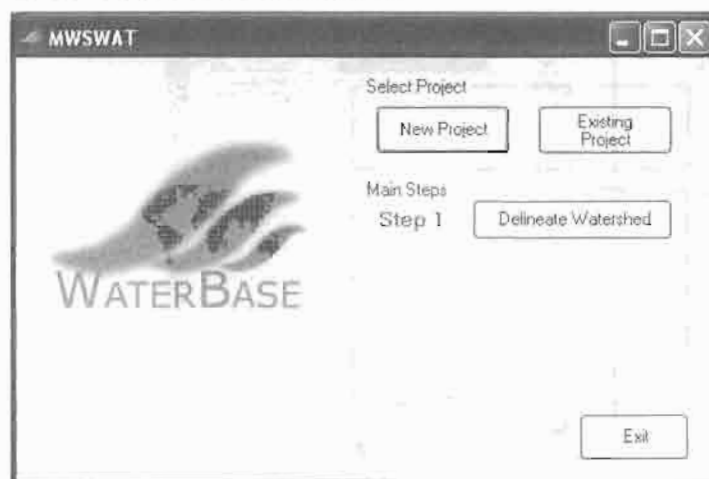 MWSWAT
Select Project
New Project
Existing
Project
Main Steps
Step 1
Delineate Watershed
WATERBASE
Exit